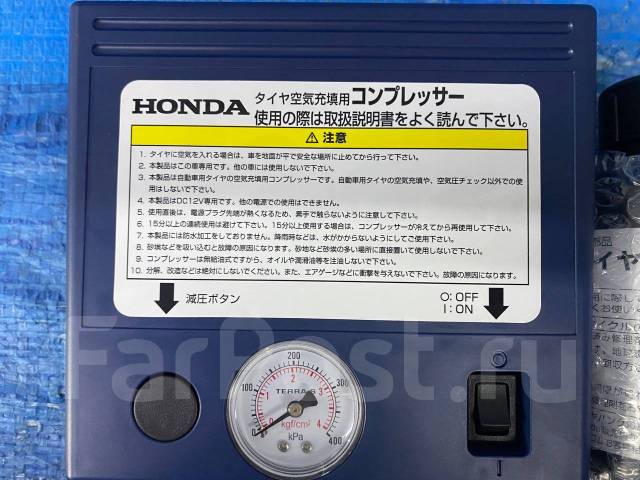 HONDA タイヤ空気充填用コンプレッサー
使用の際は取扱説明書をよく読んで下さい。
⚠ 注意
1. タイヤに空気を入れる場合は、車を地面が平で安全な場所に止めてから行って下さい。
2. 本製品はこの車専用です。他の車には使用しないで下さい。
3. 本製品は自動車用タイヤの空気充填用コンプレッサーです。自動車用タイヤの空気充填や、空気圧チェック以外での使
用はしないで下さい。
4. 本製品はDC12V専用です。他の電源での使用はできません。
5. 使用直後は、電源プラグ先端が熱くなるため、素手で触らないように注意して下さい。
6. 15分以上の連続使用は避けて下さい。15分以上使用する場合は、コンプレッサーが冷えてから再使用して下さい。
7. 本製品には防水加工をしておりません。降雨時などは、水がかからないようにしてご使用下さい。
8. 砂埃などを吸い込むと故障の原因になります。砂地など砂埃の多い場所に直接置いて使用しないで下さい。
9. コンプレッサーは無給油式ですから、オイルや潤滑油等を注油しないで下さい。
10. 分解、改造などは絶対にしないでください。また、エアゲージなどに衝撃を与えないで下さい。故障の原因になります。
減圧ボタン
O: OFF
I: ON
0 100 200 300 400
0 1 2 3 4
TERRA-S
kgf/cm²
kPa
FarPost.ru